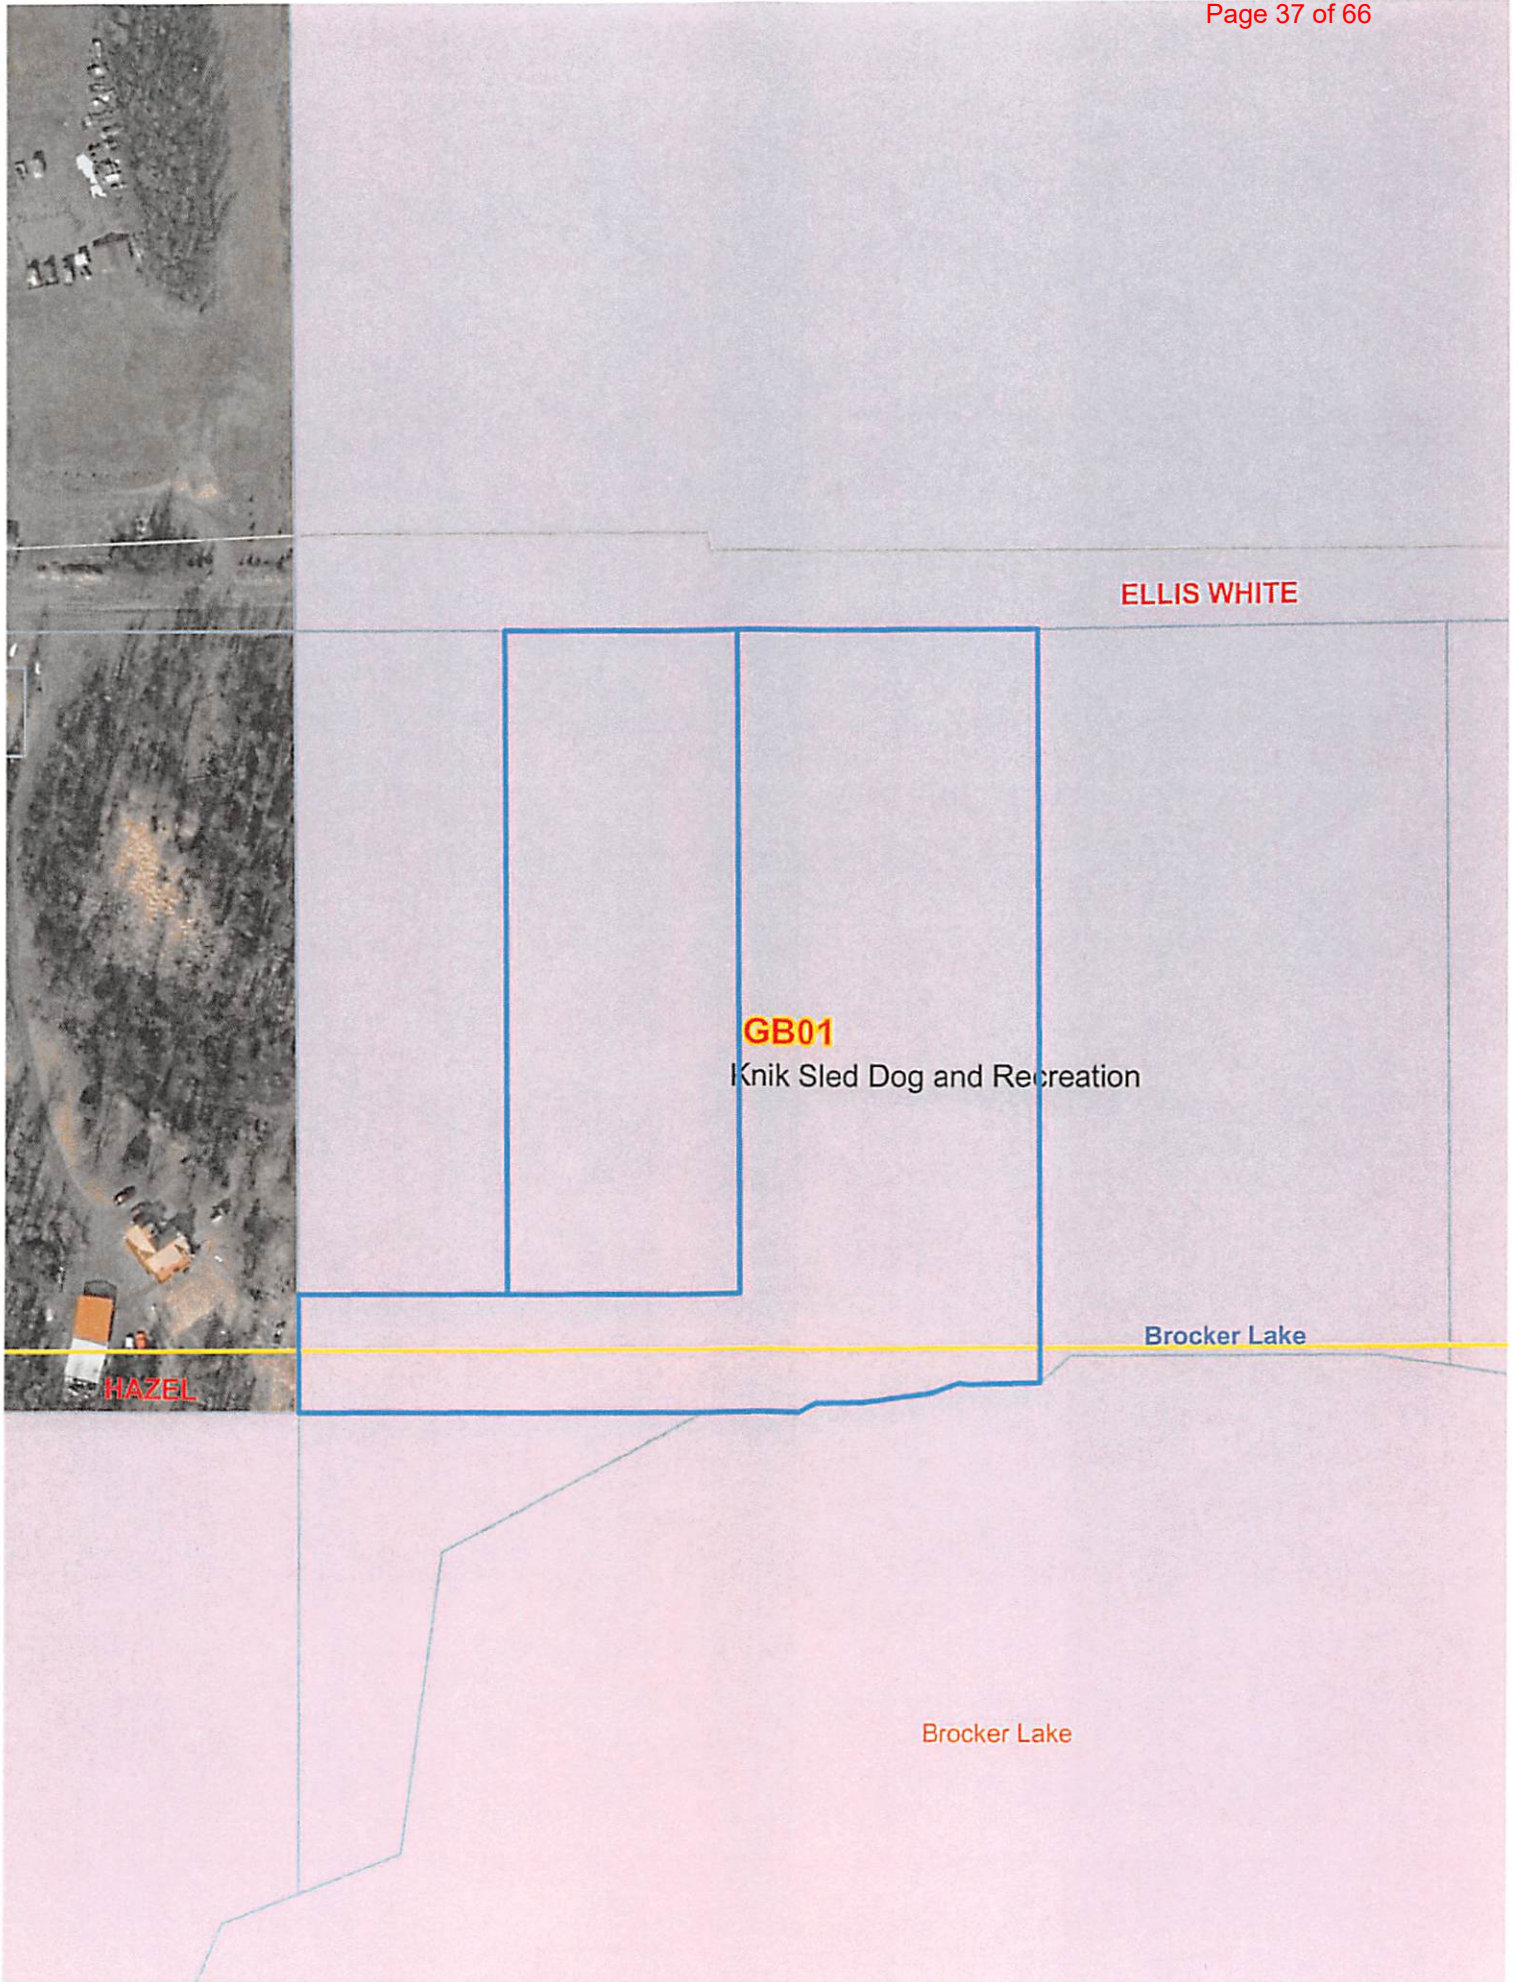 Page 37 of 66
ELLIS WHITE
GB01
Knik Sled Dog and Recreation
Brocker Lake
HAZEL
Brocker Lake